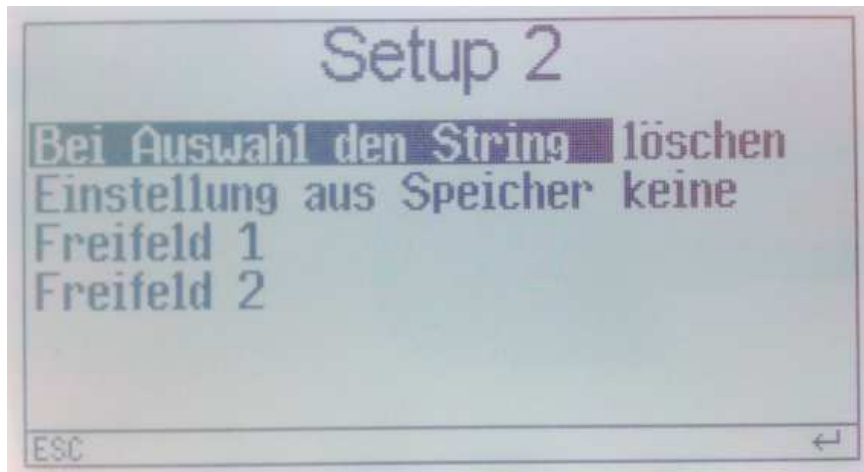 Setup 2
Bei Auswahl den String löschen
Einstellung aus Speicher keine
Freifeld 1
Freifeld 2
ESC ↵